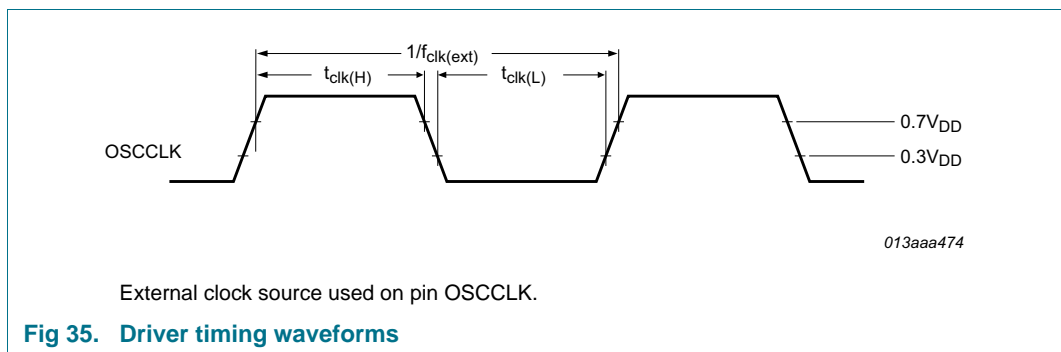 1/fclk(ext)
tclk(H) tclk(L)
0.7VDD
OSCCLK 0.3VDD
013aaa474
External clock source used on pin OSCCLK.
Fig 35. Driver timing waveforms